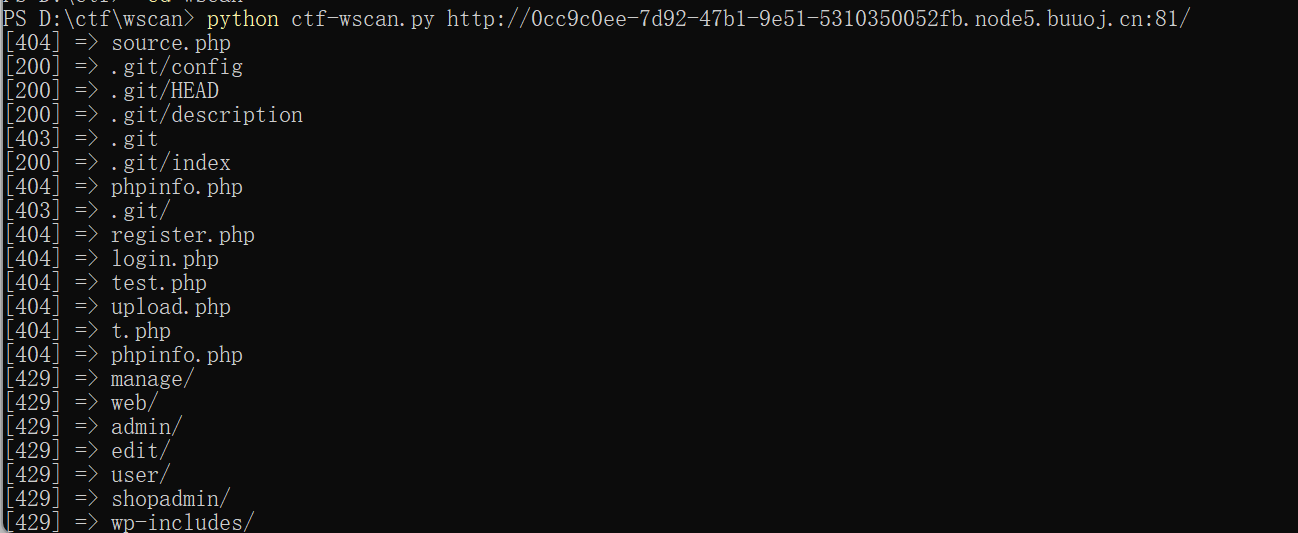 PS D:\ctf\wscan> python ctf-wscan.py http://0cc9c0ee-7d92-47b1-9e51-5310350052fb.node5.buuoj.cn:81/
[404] => source.php
[200] => .git/config
[200] => .git/HEAD
[200] => .git/description
[403] => .git
[200] => .git/index
[404] => phpinfo.php
[403] => .git/
[404] => register.php
[404] => login.php
[404] => test.php
[404] => upload.php
[404] => t.php
[404] => phpinfo.php
[429] => manage/
[429] => web/
[429] => admin/
[429] => edit/
[429] => user/
[429] => shopadmin/
[429] => wp-includes/